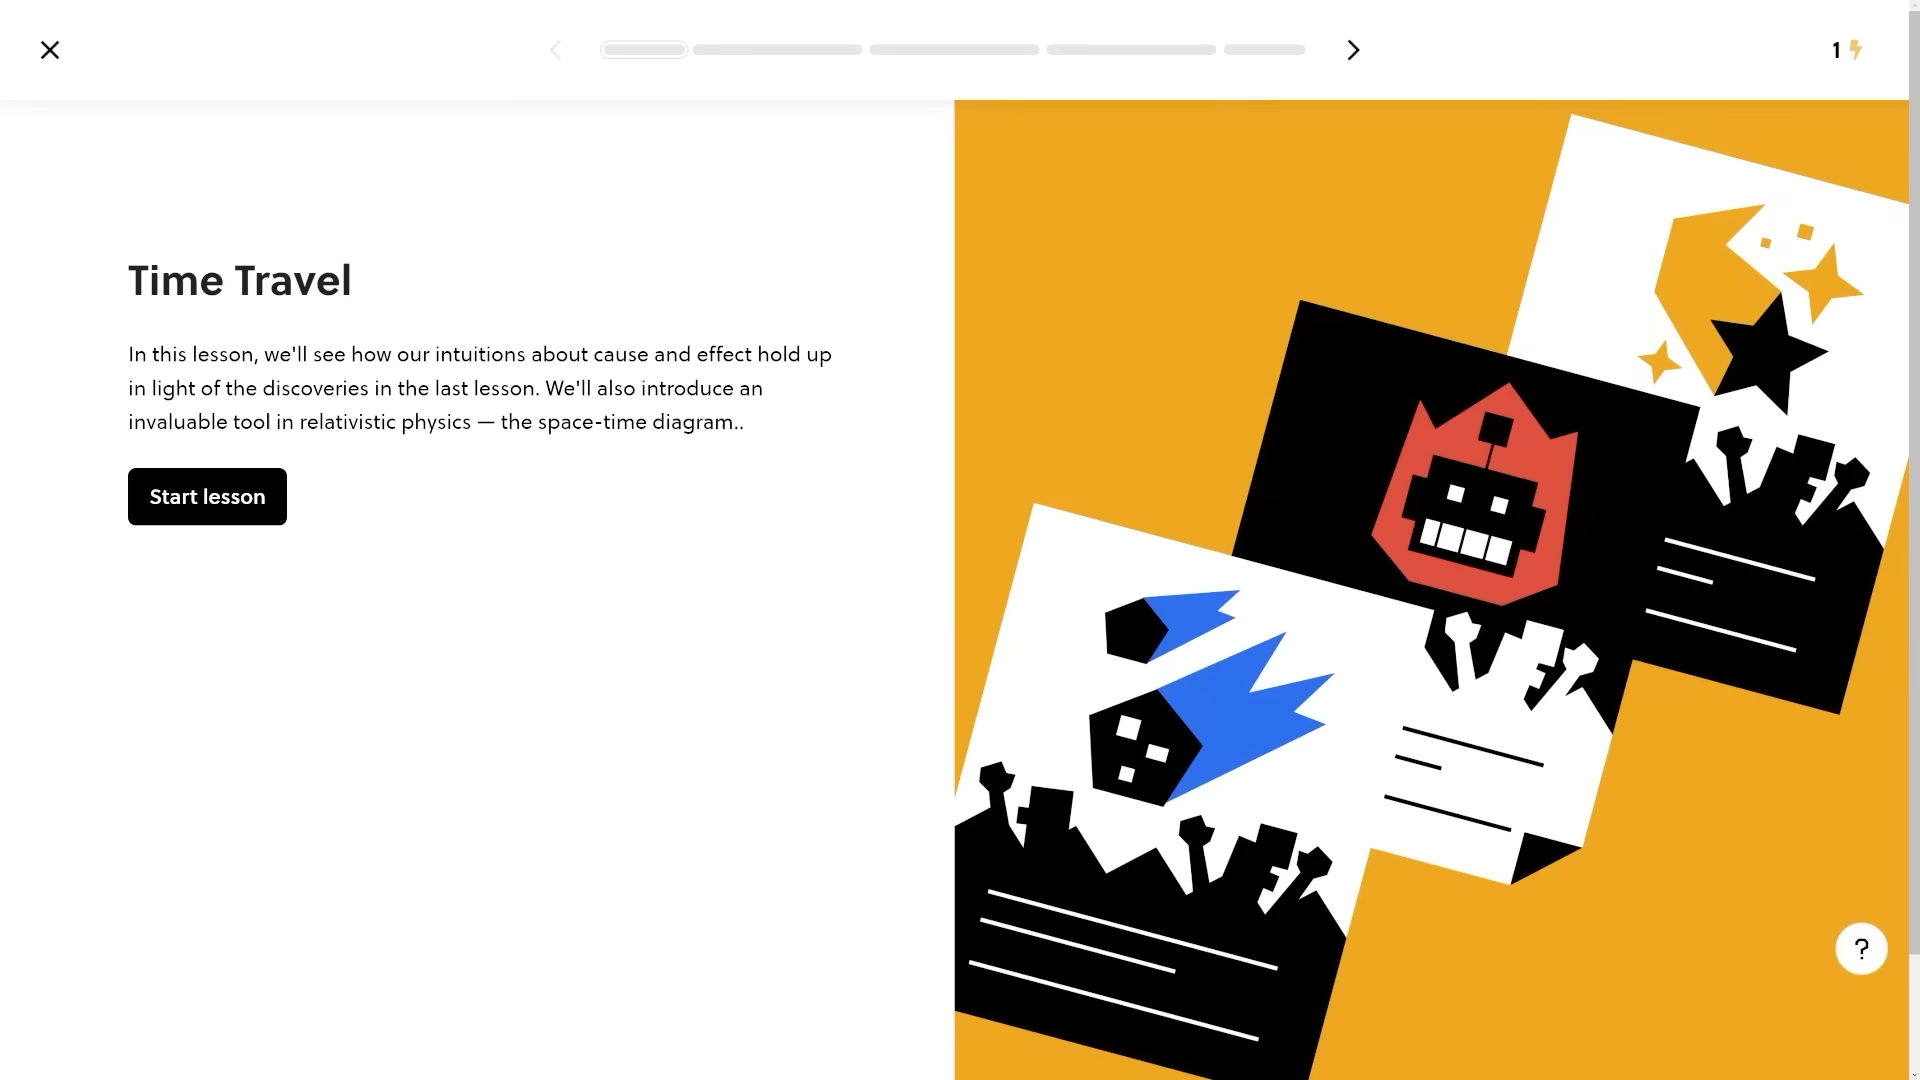 1
Time Travel
In this lesson, we'll see how our intuitions about cause and effect hold up
in light of the discoveries in the last lesson. We'll also introduce an
invaluable tool in relativistic physics — the space-time diagram..
Start lesson
?